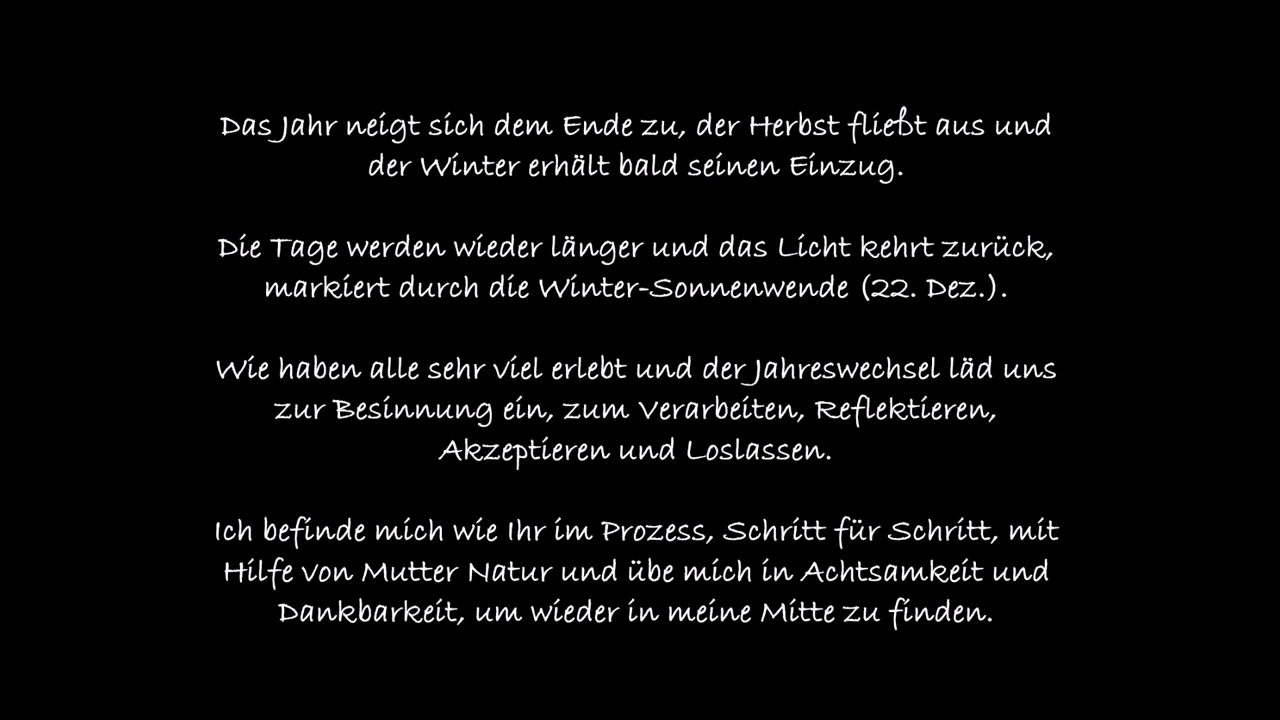 Das Jahr neigt sich dem Ende zu, der Herbst fließt aus und
der Winter erhält bald seinen Einzug.
Die Tage werden wieder länger und das Licht kehrt zurück,
markiert durch die Winter-Sonnenwende (22. Dez.).
Wie haben alle sehr viel erlebt und der Jahreswechsel läd uns
zur Besinnung ein, zum Verarbeiten, Reflektieren,
Akzeptieren und Loslassen.
Ich befinde mich wie Ihr im Prozess, Schritt für Schritt, mit
Hilfe von Mutter Natur und übe mich in Achtsamkeit und
Dankbarkeit, um wieder in meine Mitte zu finden.